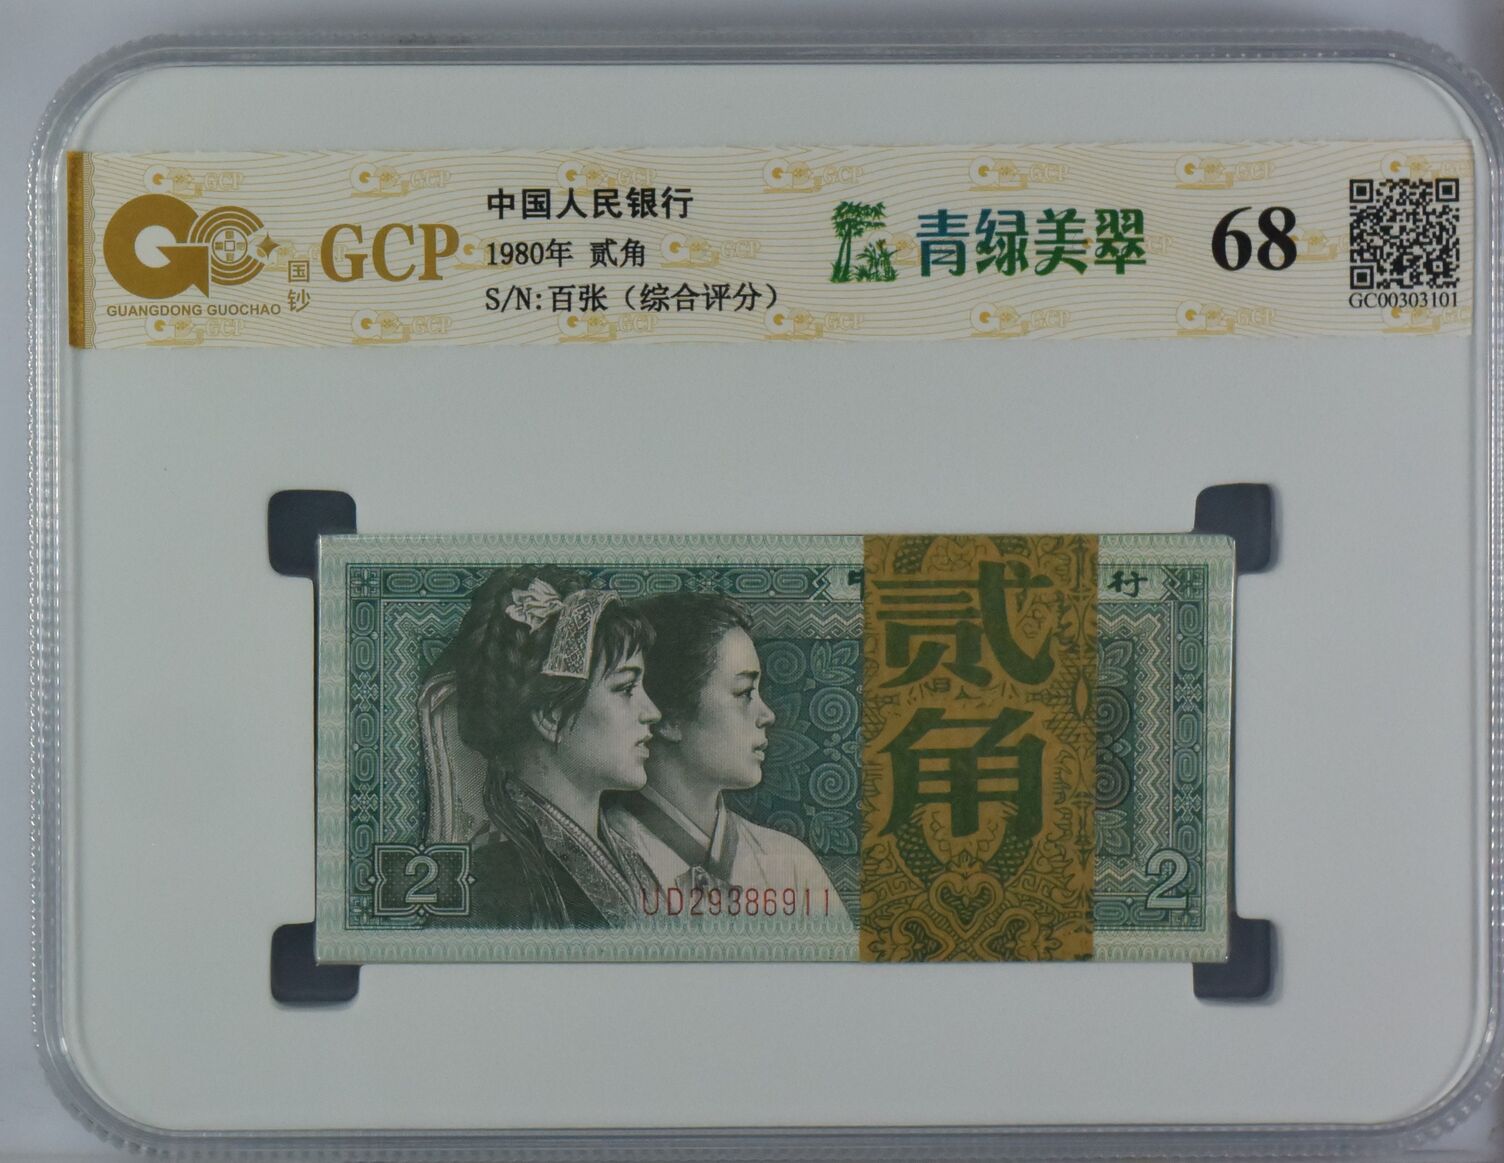 GCP
国钞
GUANGDONG GUOCHAO
中国人民银行
1980年 贰角
S/N:百张（综合评分）
青绿美翠
68
GC00303101
行
贰角
2
UD29386911
2